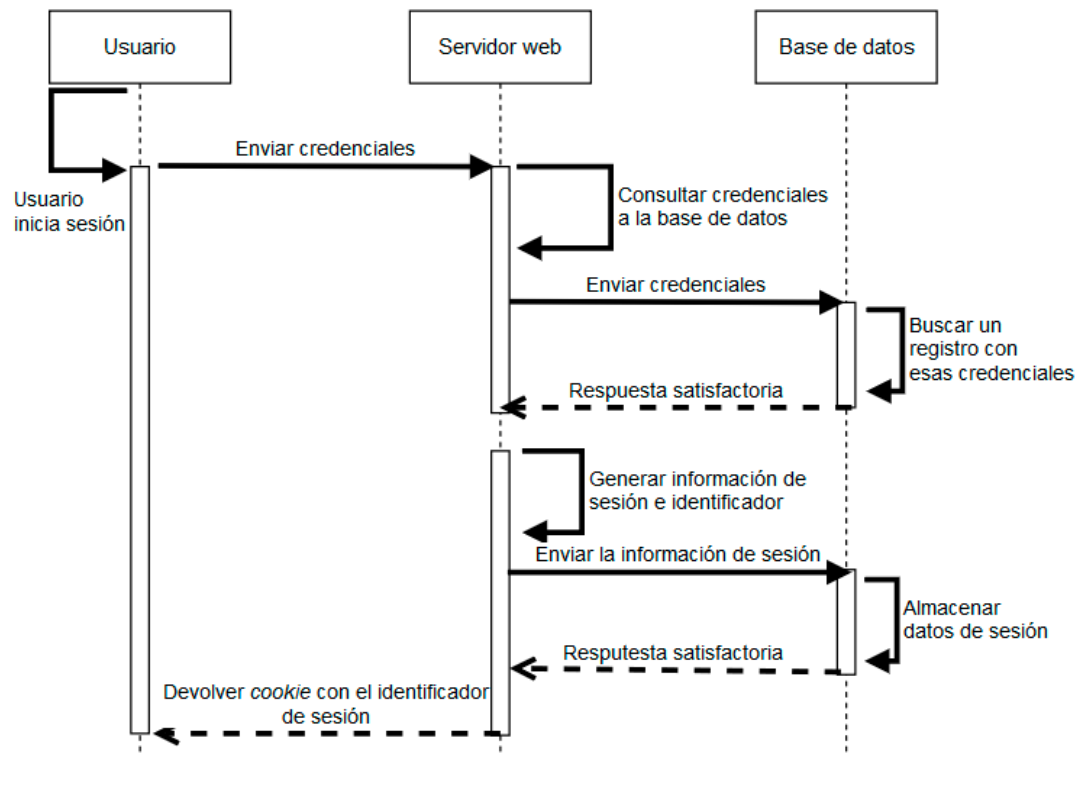 Usuario
Servidor web
Base de datos
Usuario
inicia sesión
Enviar credenciales
Consultar credenciales
a la base de datos
Enviar credenciales
Buscar un
registro con
esas credenciales
Respuesta satisfactoria
Generar información de
sesión e identificador
Enviar la información de sesión
Almacenar
datos de sesión
Resputesta satisfactoria
Devolver cookie con el identificador
de sesión